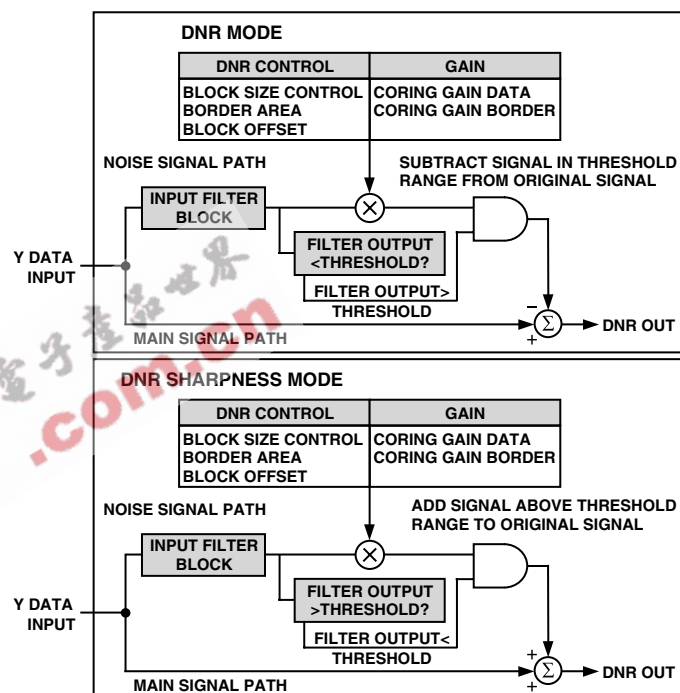 DNR MODE
DNR CONTROL GAIN
BLOCK SIZE CONTROL CORING GAIN DATA
BORDER AREA CORING GAIN BORDER
BLOCK OFFSET
NOISE SIGNAL PATH
SUBTRACT SIGNAL IN THRESHOLD
RANGE FROM ORIGINAL SIGNAL
INPUT FILTER
BLOCK
×
FILTER OUTPUT
<THRESHOLD?
Y DATA
INPUT
FILTER OUTPUT>
THRESHOLD
MAIN SIGNAL PATH
−
+
Σ
DNR OUT
DNR SHARPNESS MODE
DNR CONTROL GAIN
BLOCK SIZE CONTROL CORING GAIN DATA
BORDER AREA CORING GAIN BORDER
BLOCK OFFSET
NOISE SIGNAL PATH
ADD SIGNAL ABOVE THRESHOLD
RANGE TO ORIGINAL SIGNAL
INPUT FILTER
BLOCK
×
FILTER OUTPUT
>THRESHOLD?
Y DATA
INPUT
FILTER OUTPUT<
THRESHOLD
MAIN SIGNAL PATH
+
+
Σ
DNR OUT
.com.cn